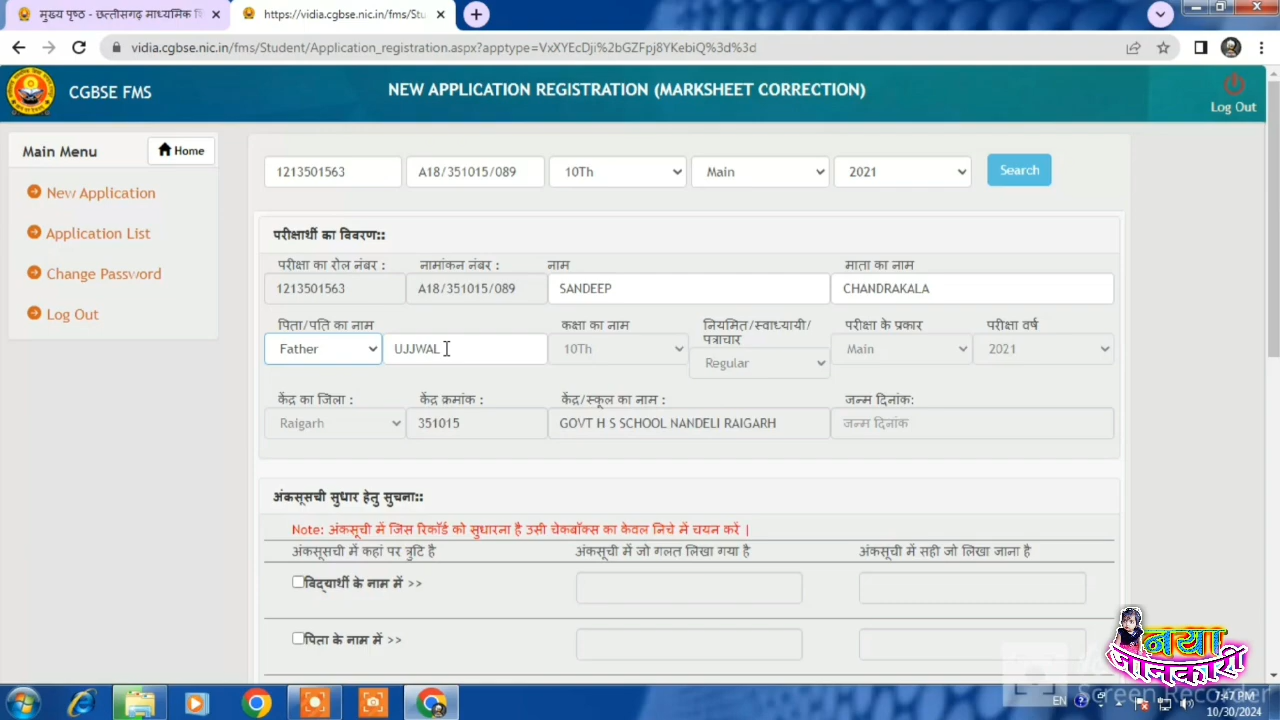 मुख्य पृष्ठ - छत्तीसगढ़ माध्यमिक
https://vidia.cgbse.nic.in/fms/Stu
vidia.cgbse.nic.in/fms/Student/Application_registration.aspx?apptype=VxXYEcDji%2bGZFpj8YKebiQ%3d%3d
CGBSE FMS
NEW APPLICATION REGISTRATION (MARKSHEET CORRECTION)
Log Out
Main Menu
Home
New Application
Application List
Change Password
Log Out
1213501563 A18/351015/089 10Th Main 2021 Search
परीक्षार्थी का विवरण::
परीक्षा का रोल नंबर : नामांकन नंबर : नाम माता का नाम
1213501563 A18/351015/089 SANDEEP CHANDRAKALA
पिता/पति का नाम कक्षा का नाम नियमित/स्वाध्यायी/ परीक्षा के प्रकार परीक्षा वर्ष
पत्राचार
Father UJJWAL 10Th Regular Main 2021
केंद्र का जिला : केंद्र क्रमांक : केंद्र/स्कूल का नाम : जन्म दिनांक:
Raigarh 351015 GOVT H S SCHOOL NANDELI RAIGARH जन्म दिनांक
अंकसूसची सुधार हेतु सुचना::
Note: अंकसूची में जिस रिकॉर्ड को सुधारना है उसी चेकबॉक्स का केवल निचे में चयन करें |
अंकसूसची में कहां पर त्रुटि है अंकसूची में जो गलत लिखा गया है अंकसूची में सही जो लिखा जाना है
विद्यार्थी के नाम में >>
पिता के नाम में >>
नया
जानकारी
Screen Recorder
EN
7:47 PM
10/30/2024